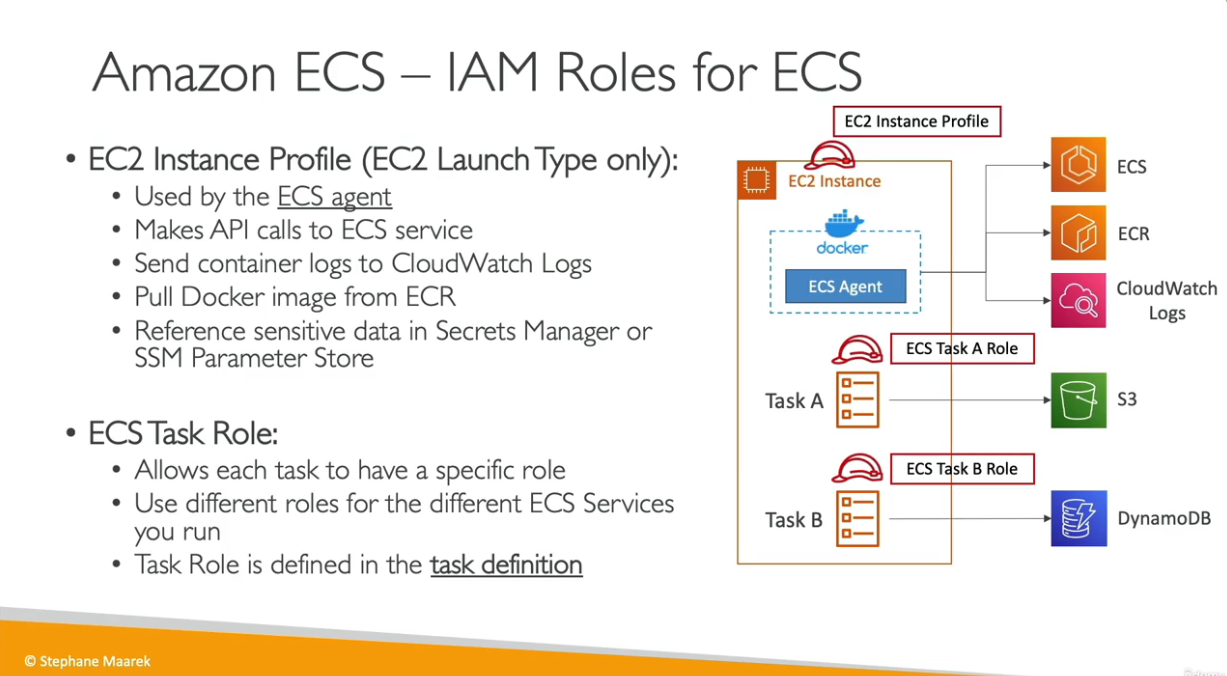 Amazon ECS – IAM Roles for ECS
• EC2 Instance Profile (EC2 Launch Type only):
• Used by the ECS agent
• Makes API calls to ECS service
• Send container logs to CloudWatch Logs
• Pull Docker image from ECR
• Reference sensitive data in Secrets Manager or
SSM Parameter Store
• ECS Task Role:
• Allows each task to have a specific role
• Use different roles for the different ECS Services
you run
• Task Role is defined in the task definition
EC2 Instance Profile
EC2 Instance
docker
ECS Agent
ECS
ECR
CloudWatch
Logs
ECS Task A Role
Task A
S3
ECS Task B Role
Task B
DynamoDB
© Stephane Maarek